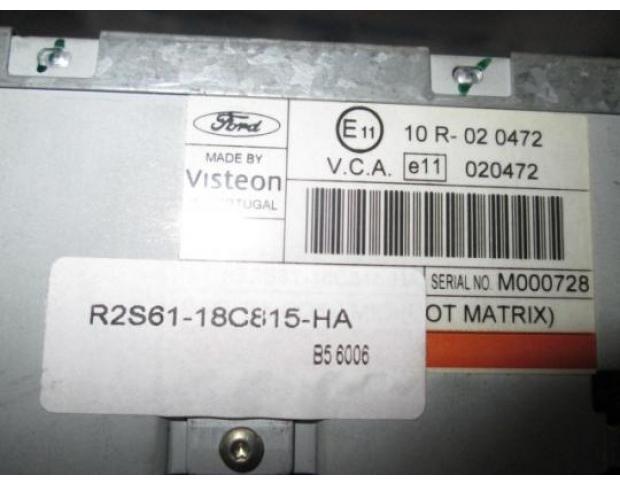 Ford
MADE BY
Visteon
PORTUGAL
E11
10 R- 02 0472
V.C.A. e11 020472
SERIAL NO. M000728
OT MATRIX)
R2S61-18C815-HA
B5 6006